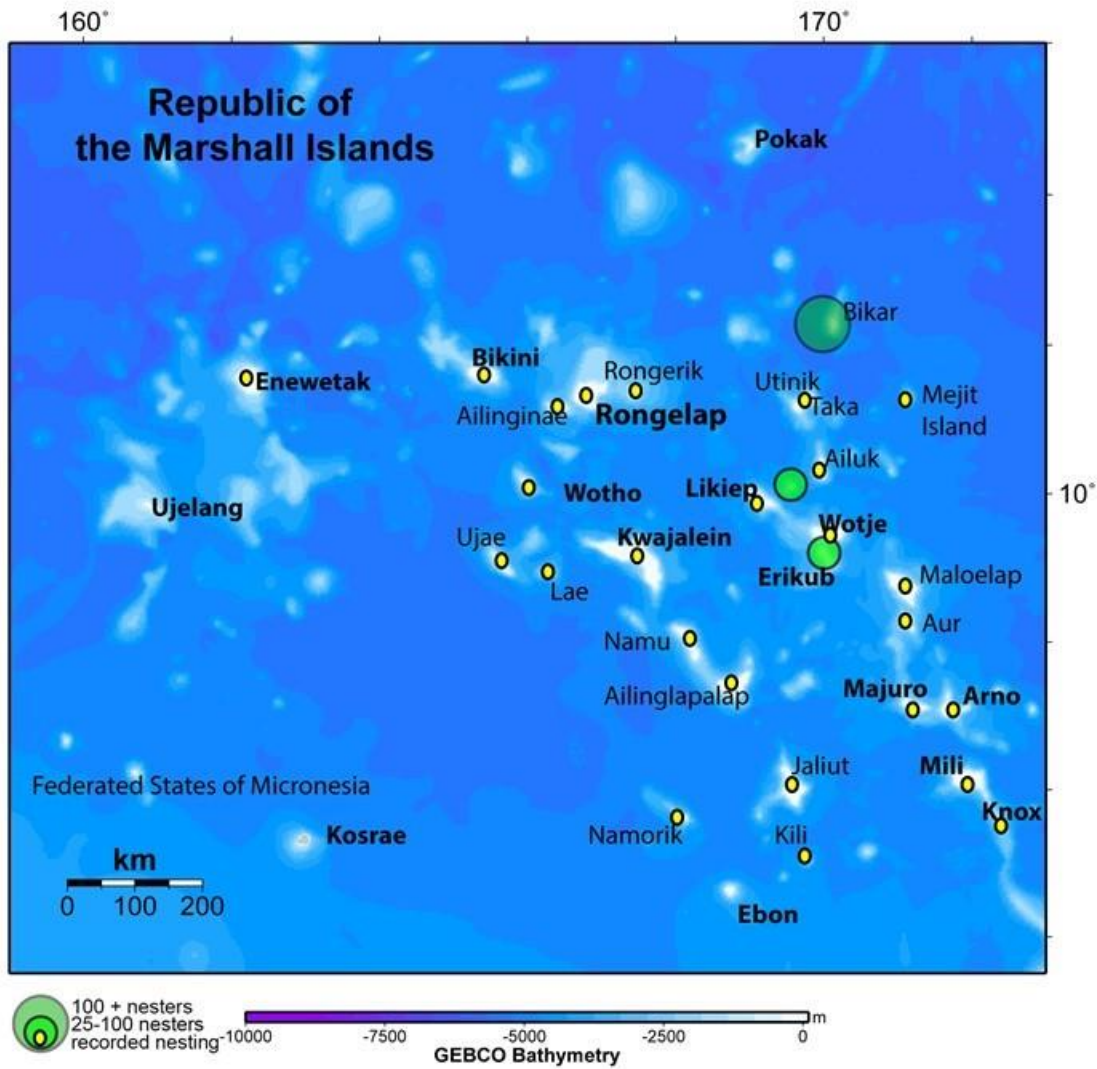 160°
170°
Republic of
the Marshall Islands
Pokak
Bikar
Bikini
Rongerik
Enewetak
Utinik
Mejit
Island
Ailinginae
Rongelap
Taka
Ailuk
Wotho
Likiep
10°
Ujelang
Wotje
Ujae
Kwajalein
Erikub
Maloelap
Lae
Aur
Namu
Ailinglapalap
Majuro
Arno
Jaliut
Mili
Federated States of Micronesia
Knox
Kosrae
Namorik
Kili
km
0 100 200
Ebon
100 + nesters
25-100 nesters
recorded nesting
-10000 -7500 -5000 -2500 0 m
GEBCO Bathymetry